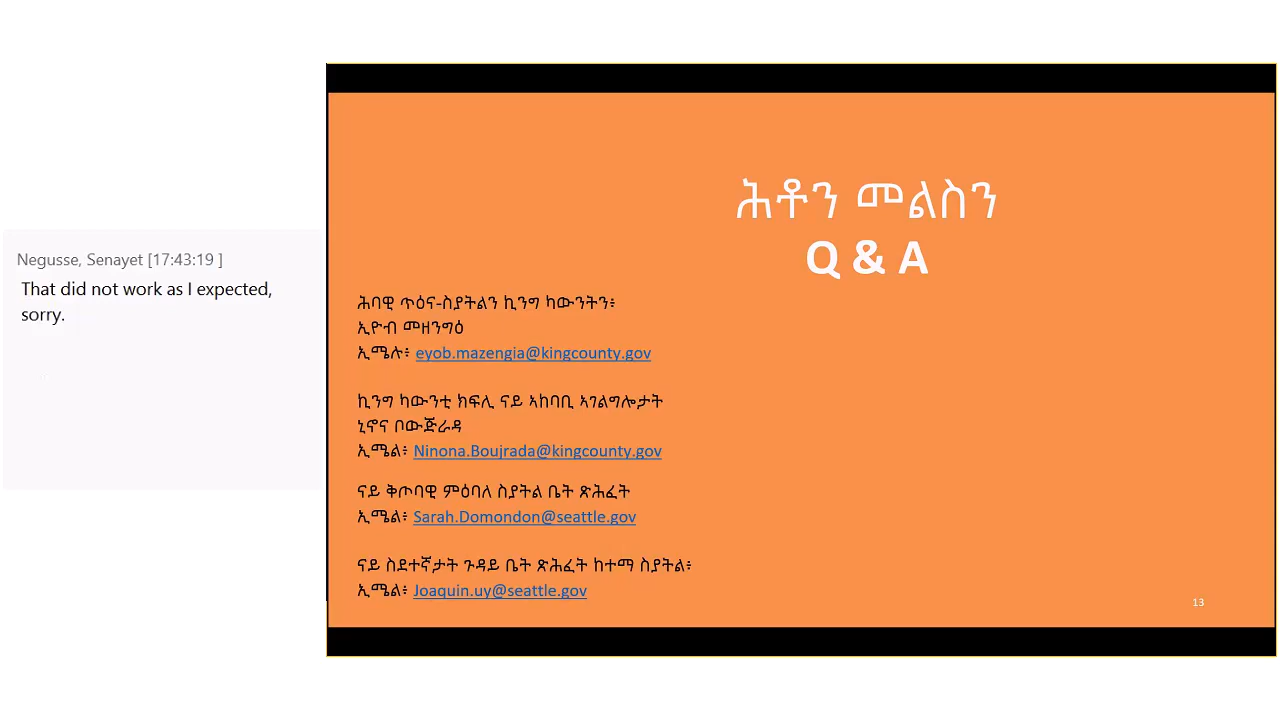 Negusse, Senayet [17:43:19 ]
That did not work as I expected,
sorry.
ሕቶን መልስን
Q & A
ሕባዊ ጥዕና-ስያትልን ኪንግ ካውንትን፥
ኢዮብ መዘንግዕ
ኢሜሉ፥ eyob.mazengia@kingcounty.gov
ኪንግ ካውንቲ ክፍሊ ናይ ኣከባቢ ኣገልግሎታት
ኒኖና ቦውጅራዳ
ኢሜል፥ Ninona.Boujrada@kingcounty.gov
ናይ ቅጦባዊ ምዕባለ ስያትል ቤት ጽሕፈት
ኢሜል፥ Sarah.Domondon@seattle.gov
ናይ ስደተኛታት ጉዳይ ቤት ጽሕፈት ከተማ ስያትል፥
ኢሜል፥ Joaquin.uy@seattle.gov
13